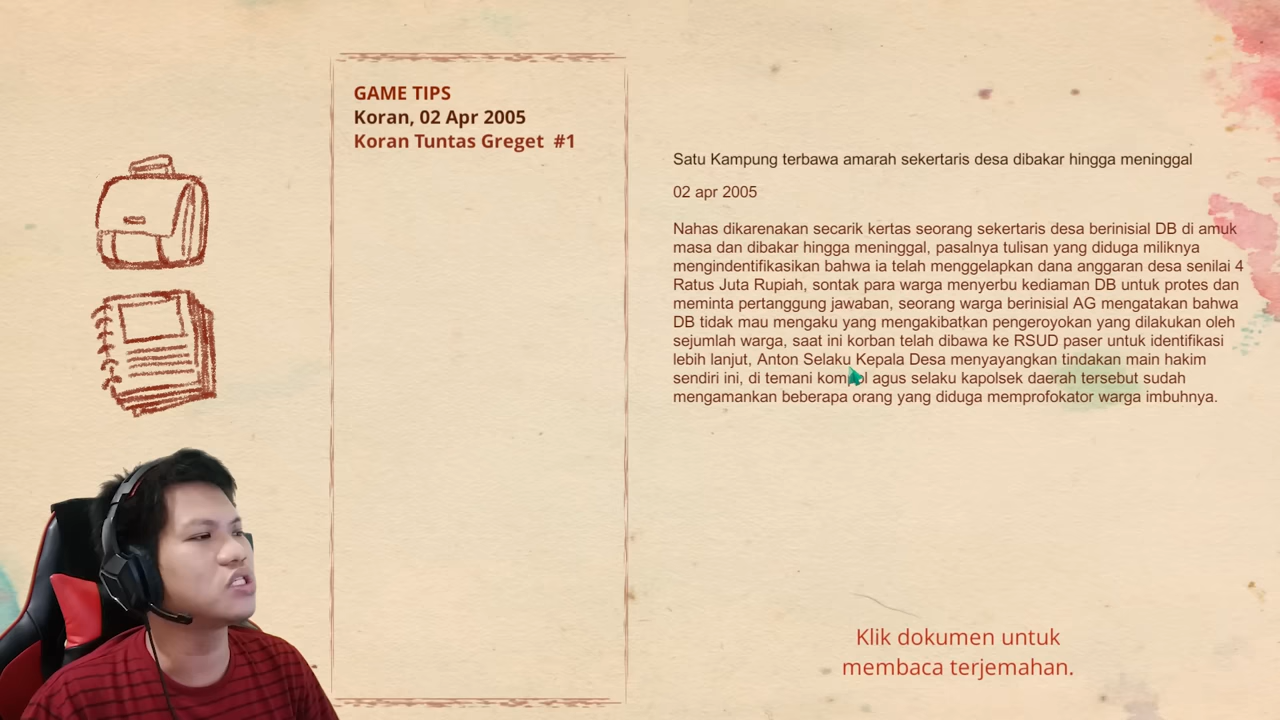 GAME TIPS
Koran, 02 Apr 2005
Koran Tuntas Greget #1
Satu Kampung terbawa amarah sekertaris desa dibakar hingga meninggal
02 apr 2005
Nahas dikarenakan secarik kertas seorang sekertaris desa berinisial DB di amuk
masa dan dibakar hingga meninggal, pasalnya tulisan yang diduga miliknya
mengindentifikasikan bahwa ia telah menggelapkan dana anggaran desa senilai 4
Ratus Juta Rupiah, sontak para warga menyerbu kediaman DB untuk protes dan
meminta pertanggung jawaban, seorang warga berinisial AG mengatakan bahwa
DB tidak mau mengaku yang mengakibatkan pengeroyokan yang dilakukan oleh
sejumlah warga, saat ini korban telah dibawa ke RSUD paser untuk identifikasi
lebih lanjut, Anton Selaku Kepala Desa menyayangkan tindakan main hakim
sendiri ini, di temani agus selaku kapolsek daerah tersebut sudah
mengamankan beberapa orang yang diduga memprofokator warga imbuhnya.
Klik dokumen untuk
membaca terjemahan.